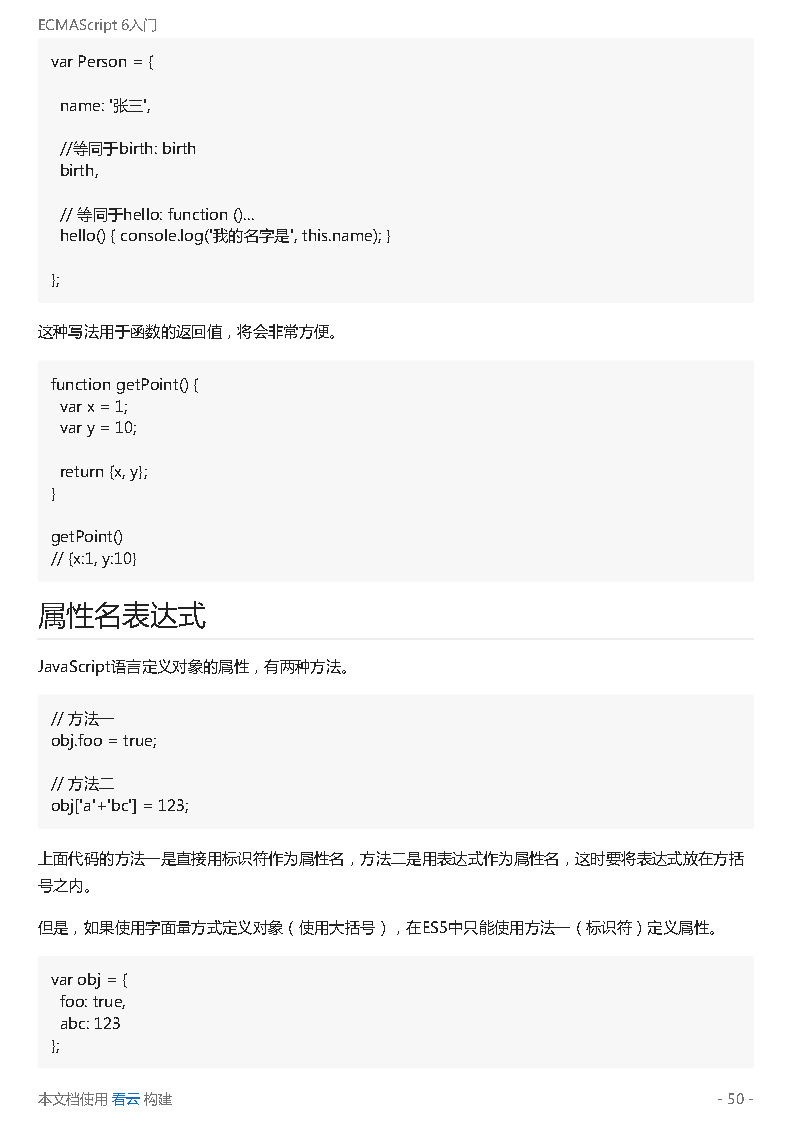 ECMAScript 6入门
var Person = {
name: '张三',
//等同于birth: birth
birth,
// 等同于hello: function ()...
hello() { console.log('我的名字是', this.name); }
};
这种写法用于函数的返回值，将会非常方便。
function getPoint() {
var x = 1;
var y = 10;
return {x, y};
}
getPoint()
// {x:1, y:10}
属性名表达式
JavaScript语言定义对象的属性，有两种方法。
// 方法一
obj.foo = true;
// 方法二
obj['a'+'bc'] = 123;
上面代码的方法一是直接用标识符作为属性名，方法二是用表达式作为属性名，这时要将表达式放在方括
号之内。
但是，如果使用字面量方式定义对象（使用大括号），在ES5中只能使用方法一（标识符）定义属性。
var obj = {
foo: true,
abc: 123
};
本文档使用 看云 构建
- 50 -